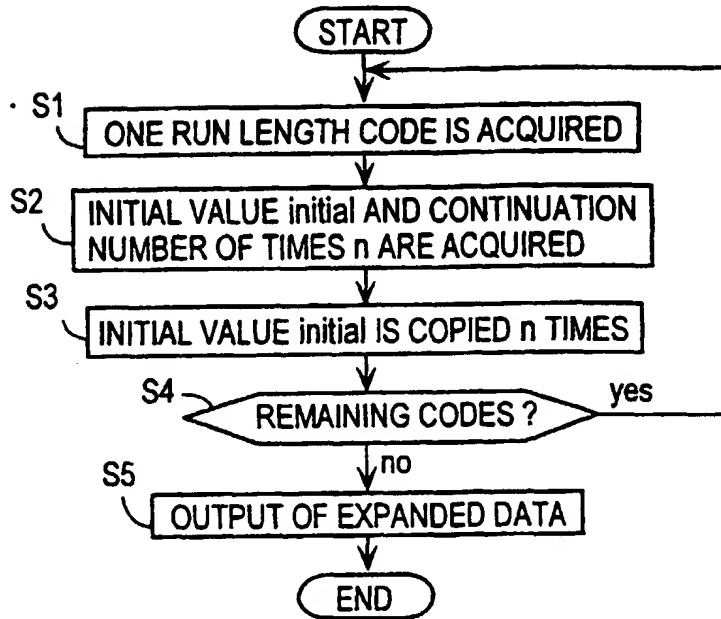 START
S1
ONE RUN LENGTH CODE IS ACQUIRED
S2
INITIAL VALUE initial AND CONTINUATION
NUMBER OF TIMES n ARE ACQUIRED
S3
INITIAL VALUE initial IS COPIED n TIMES
S4
REMAINING CODES ?
yes
no
S5
OUTPUT OF EXPANDED DATA
END